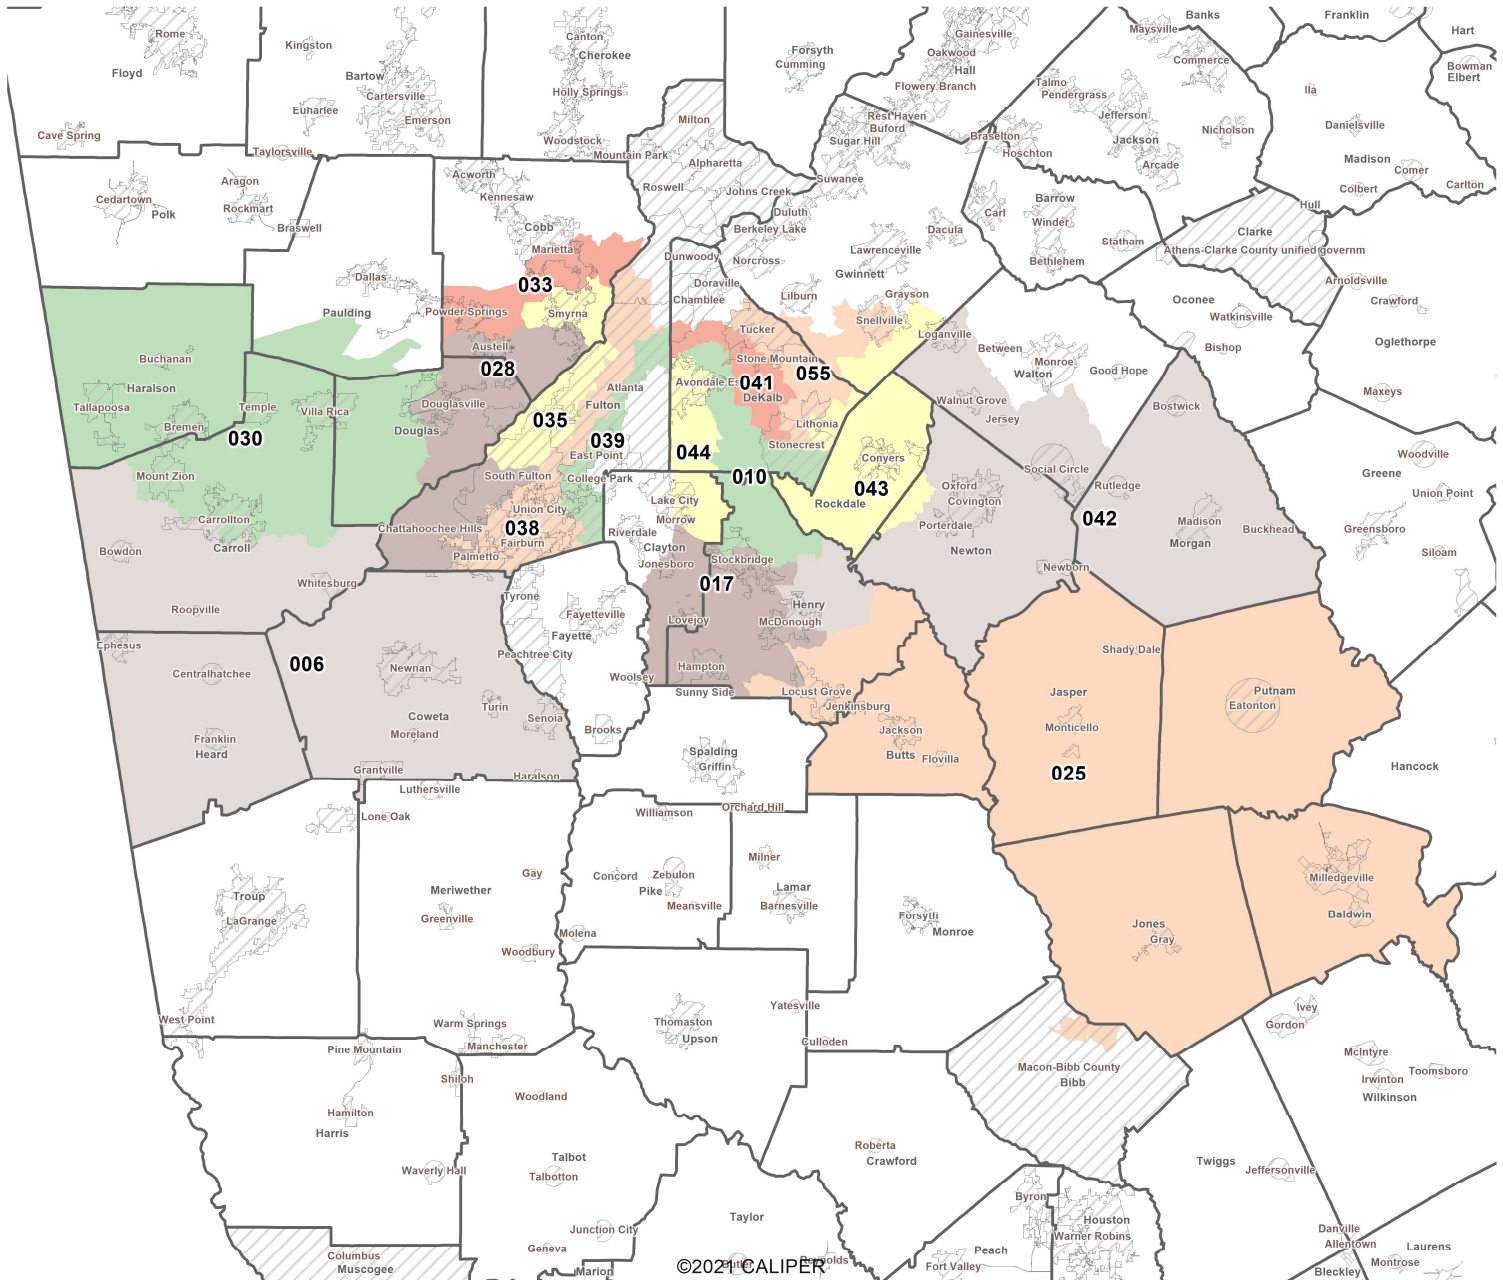 Rome
Floyd
Cave Spring
Kingston
Bartow
Cartersville
Euharlee
Emerson
Taylorsville
Canton
Cherokee
Holly Springs
Woodstock
Mountain Park
Milton
Alpharetta
Roswell
Johns Creek
Forsyth
Cumming
Gainesville
Oakwood
Hall
Flowery Branch
Rest Haven
Buford
Sugar Hill
Suwanee
Banks
Maysville
Commerce
Talmo
Pendergrass
Jefferson
Jackson
Nicholson
Arcade
Braselton
Hoschton
Franklin
Hart
Bowman
Elbert
Ila
Danielsville
Madison
Comer
Colbert
Carlton
Hull
Cedartown
Polk
Aragon
Rockmart
Braswell
Acworth
Kennesaw
Cobb
Marietta
Dallas
Paulding
033
Powder Springs
Smyrna
Austell
028
Dunwoody
Doraville
Chamblee
Duluth
Berkeley Lake
Norcross
Lawrenceville
Dacula
Gwinnett
Lilburn
Grayson
Snellville
Loganville
Carl
Barrow
Winder
Statham
Bethlehem
Clarke
Athens-Clarke County unified governm
Arnoldsville
Crawford
Oconee
Watkinsville
Bishop
Oglethorpe
Maxeys
Buchanan
Haralson
Tallapoosa
Bremen
Temple
Villa Rica
030
Douglasville
Douglas
Mount Zion
Carrollton
Carroll
Bowdon
Whitesburg
Roopville
Atlanta
Fulton
035
039
East Point
College Park
South Fulton
Union City
038
Fairburn
Chattahoochee Hills
Palmetto
Tucker
Stone Mountain
055
Avondale Es
041
DeKalb
Lithonia
Stonecrest
044
010
Conyers
043
Rockdale
Between
Monroe
Walton
Good Hope
Walnut Grove
Jersey
Social Circle
Rutledge
Oxford
Covington
Porterdale
Newton
Newborn
042
Bostwick
Madison
Morgan
Buckhead
Woodville
Greene
Union Point
Greensboro
Siloam
Lake City
Morrow
Riverdale
Clayton
Jonesboro
Stockbridge
017
Henry
McDonough
Lovejoy
Hampton
Sunny Side
Locust Grove
Jenkinsburg
Jackson
Butts
Flovilla
Tyrone
Fayetteville
Fayette
Peachtree City
Woolsey
Brooks
Ephesus
Centralhatchee
006
Newnan
Coweta
Moreland
Turin
Senoia
Franklin
Heard
Grantville
Haralson
Luthersville
Lone Oak
Spalding
Griffin
Orchard Hill
Williamson
Shady Dale
Jasper
Monticello
025
Putnam
Eatonton
Hancock
Troup
LaGrange
West Point
Gay
Meriwether
Greenville
Woodbury
Warm Springs
Manchester
Concord
Zebulon
Pike
Meansville
Molena
Milner
Lamar
Barnesville
Forsyth
Monroe
Jones
Gray
Milledgeville
Baldwin
Thomaston
Upson
Yatesville
Culloden
Macon-Bibb County
Bibb
Ivey
Gordon
McIntyre
Irwinton
Toomsboro
Wilkinson
Pine Mountain
Shiloh
Hamilton
Harris
Waverly Hall
Woodland
Talbot
Talbotton
Junction City
Geneva
Roberta
Crawford
Twiggs
Jeffersonville
Taylor
Byron
Houston
Warner Robins
Peach
Fort Valley
Danville
Allentown
Laurens
Montrose
Bleckley
Columbus
Muscogee
Marion
Butler
Reynolds
©2021 CALIPER